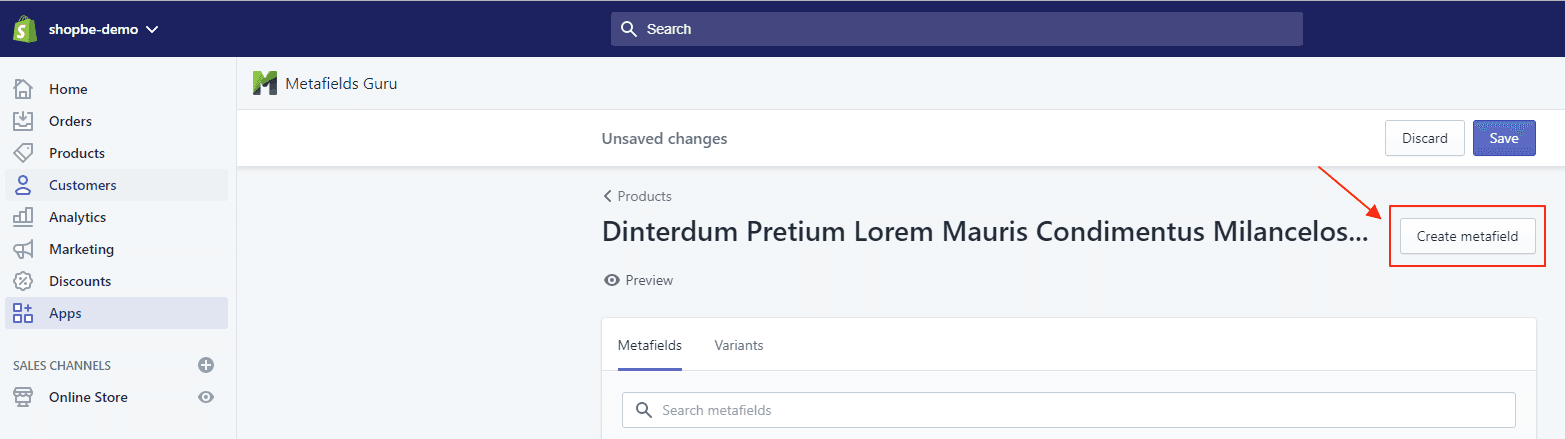 shopbe-demo
Search
Home
Orders
Products
Customers
Analytics
Marketing
Discounts
Apps
SALES CHANNELS
Online Store
Metafields Guru
Unsaved changes
Discard
Save
Products
Dinterdum Pretium Lorem Mauris Condimentus Milancelos...
Create metafield
Preview
Metafields
Variants
Search metafields